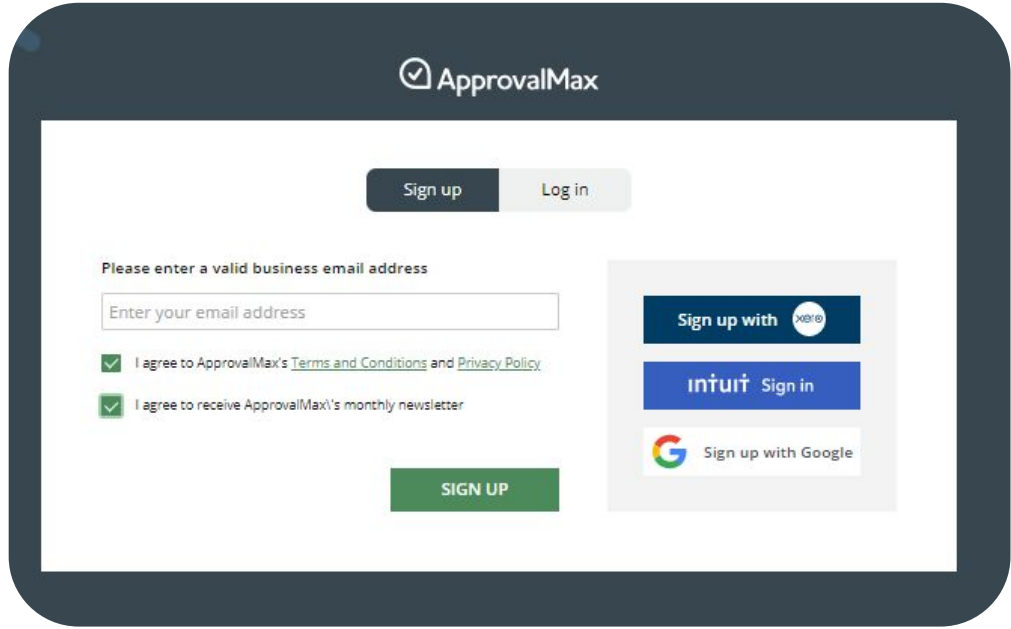 ApprovalMax
Sign up
Log in
Please enter a valid business email address
Enter your email address
I agree to ApprovalMax's Terms and Conditions and Privacy Policy
I agree to receive ApprovalMax\'s monthly newsletter
SIGN UP
Sign up with xero
intuit Sign in
Sign up with Google